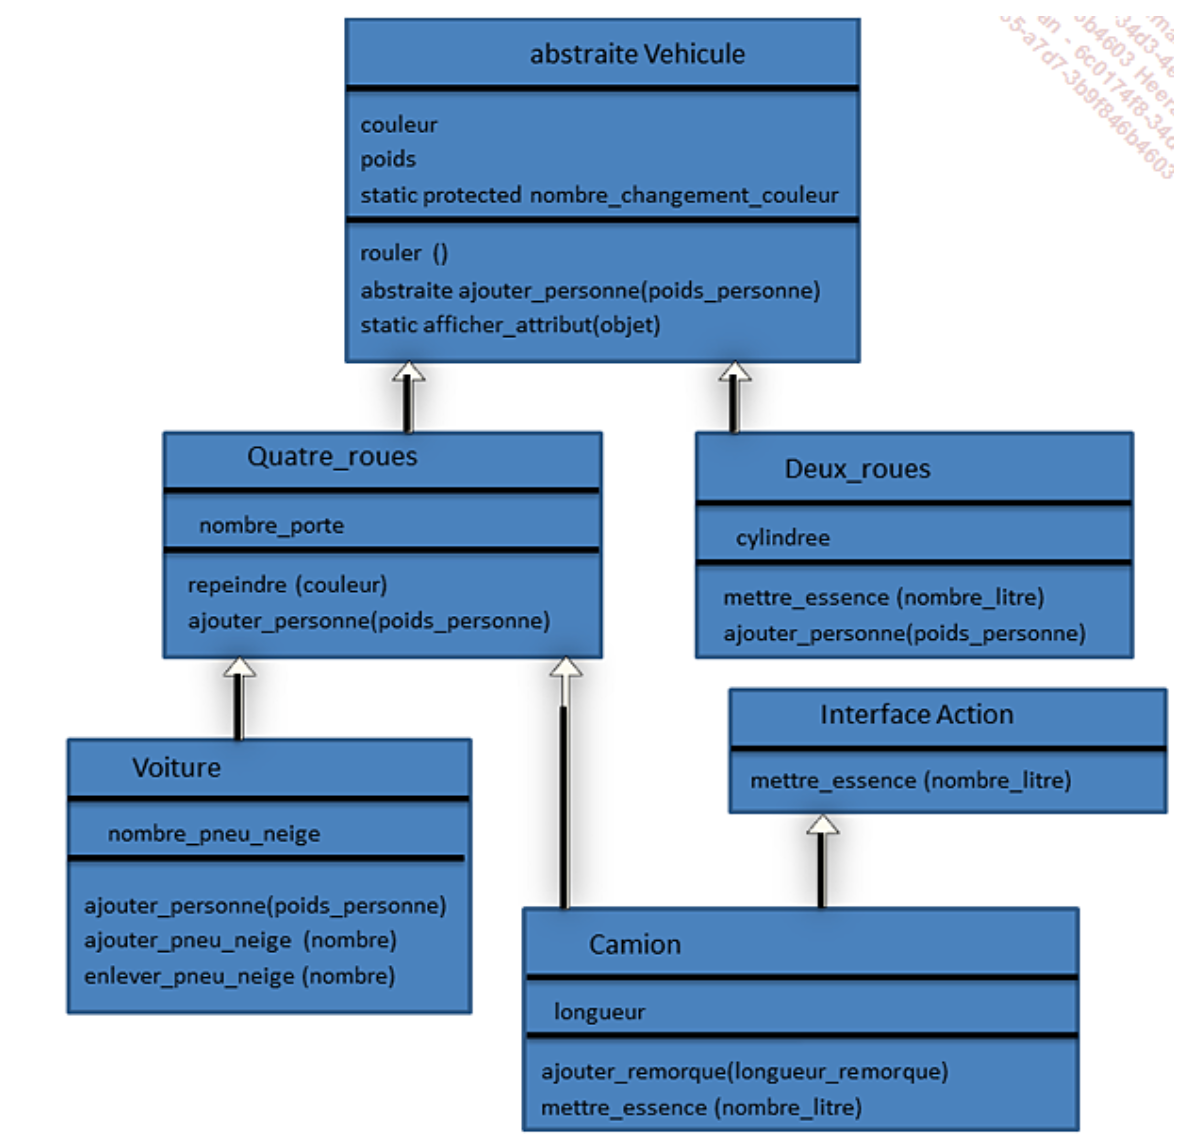 abstraite Vehicule
couleur
poids
static protected nombre_changement_couleur
rouler ()
abstraite ajouter_personne(poids_personne)
static afficher_attribut(objet)
Quatre_roues
nombre_porte
repeindre (couleur)
ajouter_personne(poids_personne)
Deux_roues
cylindree
mettre_essence (nombre_litre)
ajouter_personne(poids_personne)
Interface Action
mettre_essence (nombre_litre)
Voiture
nombre_pneu_neige
ajouter_personne(poids_personne)
ajouter_pneu_neige (nombre)
enlever_pneu_neige (nombre)
Camion
longueur
ajouter_remorque(longueur_remorque)
mettre_essence (nombre_litre)